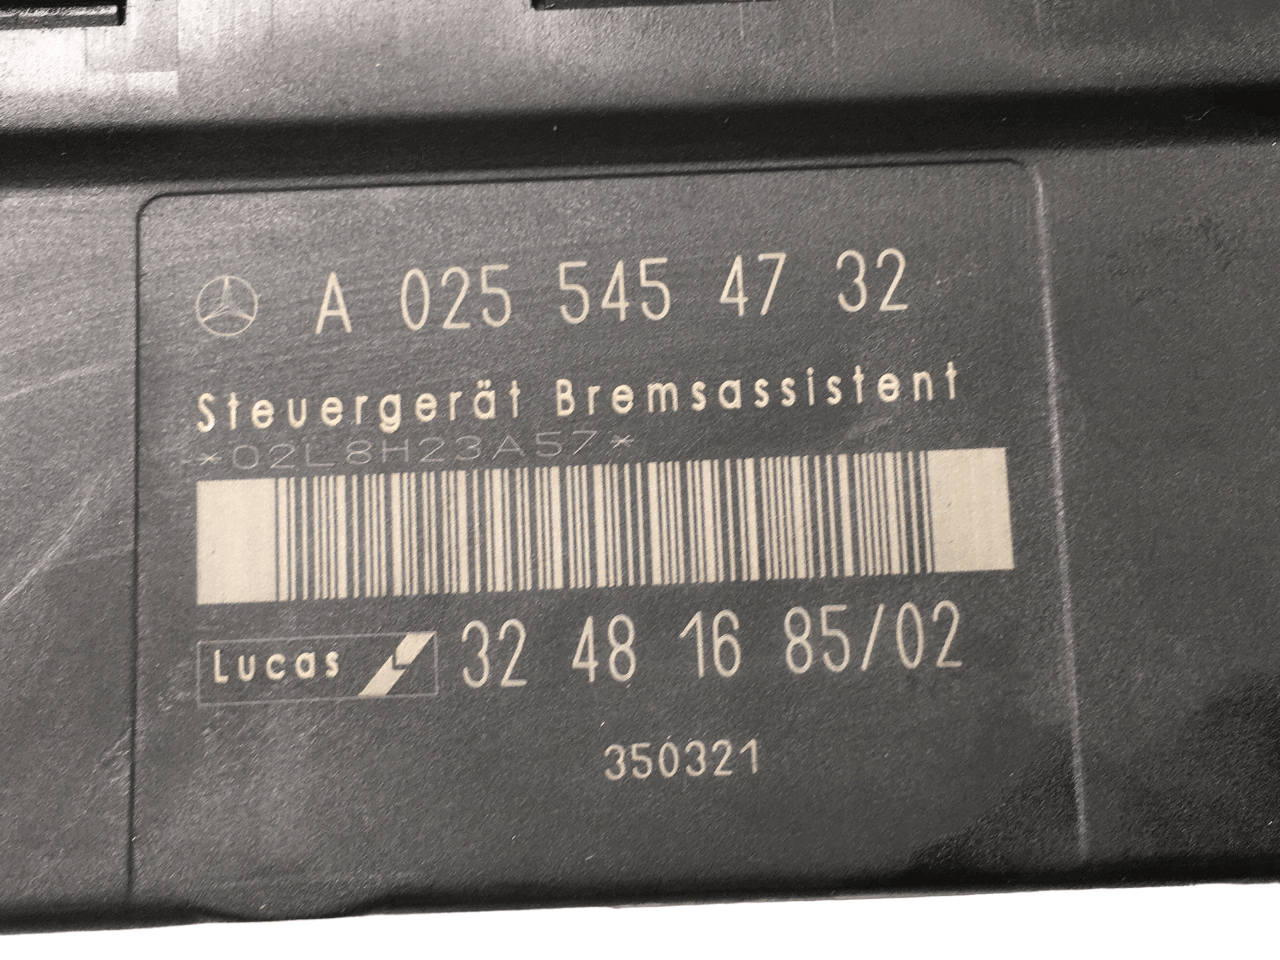 A 025 545 47 32
Steuergerät Bremsassistent
*02L8H23A57*
Lucas 32 48 16 85/02
350321